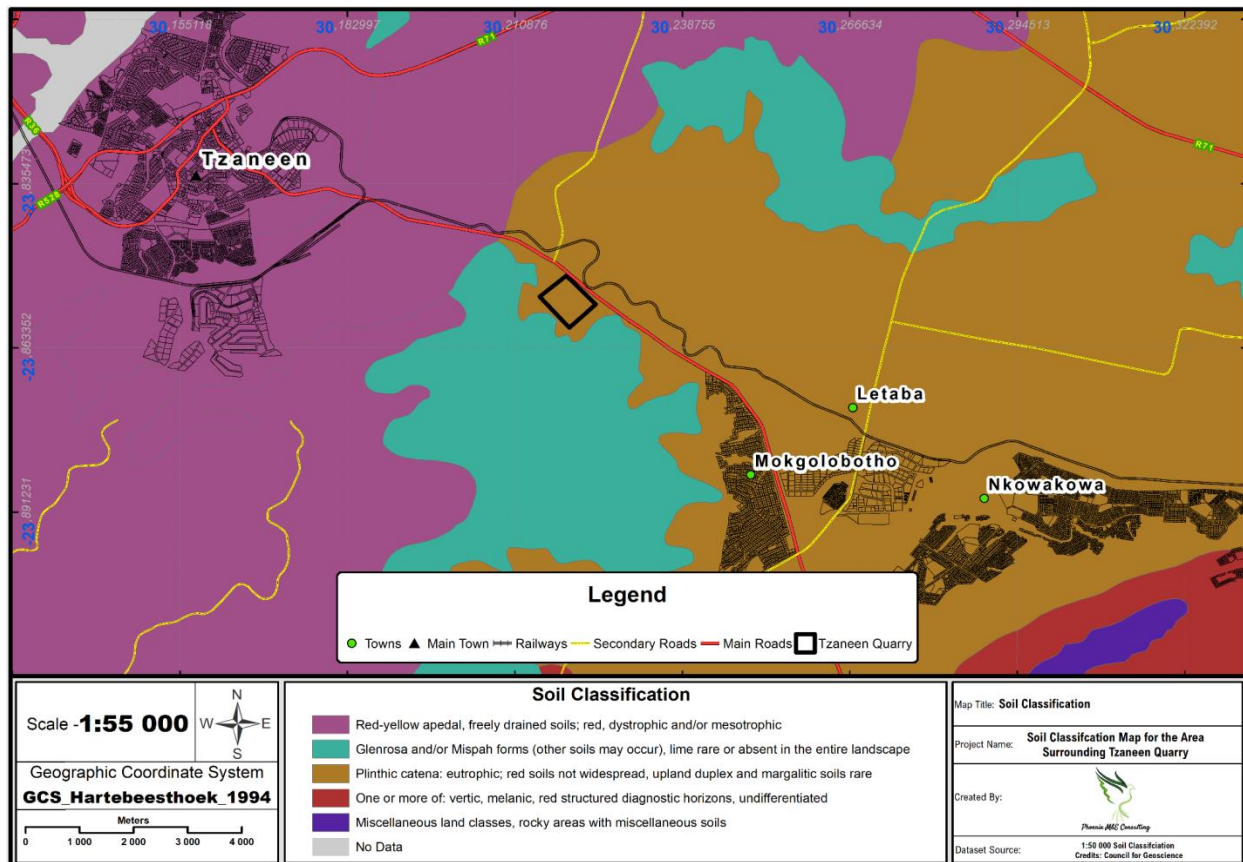 30.155118 30.182997 30.210876 30.238755 30.266634 30.294513 30.322392
R71
R36
Tzaneen
R71
-23.835473
R528
-23.863352
Letaba
Mokgolobotho
Nkowakowa
-23.891231
Legend
Towns Main Town Railways Secondary Roads Main Roads Tzaneen Quarry
Scale -1:55 000
N
W E
S
Geographic Coordinate System
GCS_Hartebeesthoek_1994
Meters
0 1 000 2 000 3 000 4 000
Soil Classification
Red-yellow apedal, freely drained soils; red, dystrophic and/or mesotrophic
Glenrosa and/or Mispah forms (other soils may occur), lime rare or absent in the entire landscape
Plinthic catena: eutrophic; red soils not widespread, upland duplex and margalitic soils rare
One or more of: vertic, melanic, red structured diagnostic horizons, undifferentiated
Miscellaneous land classes, rocky areas with miscellaneous soils
No Data
Map Title: Soil Classification
Project Name: Soil Classifcation Map for the Area
Surrounding Tzaneen Quarry
Created By:
Phoenix M&E Consulting
Dataset Source: 1:50 000 Soil Classifciation
Credits: Council for Geoscience